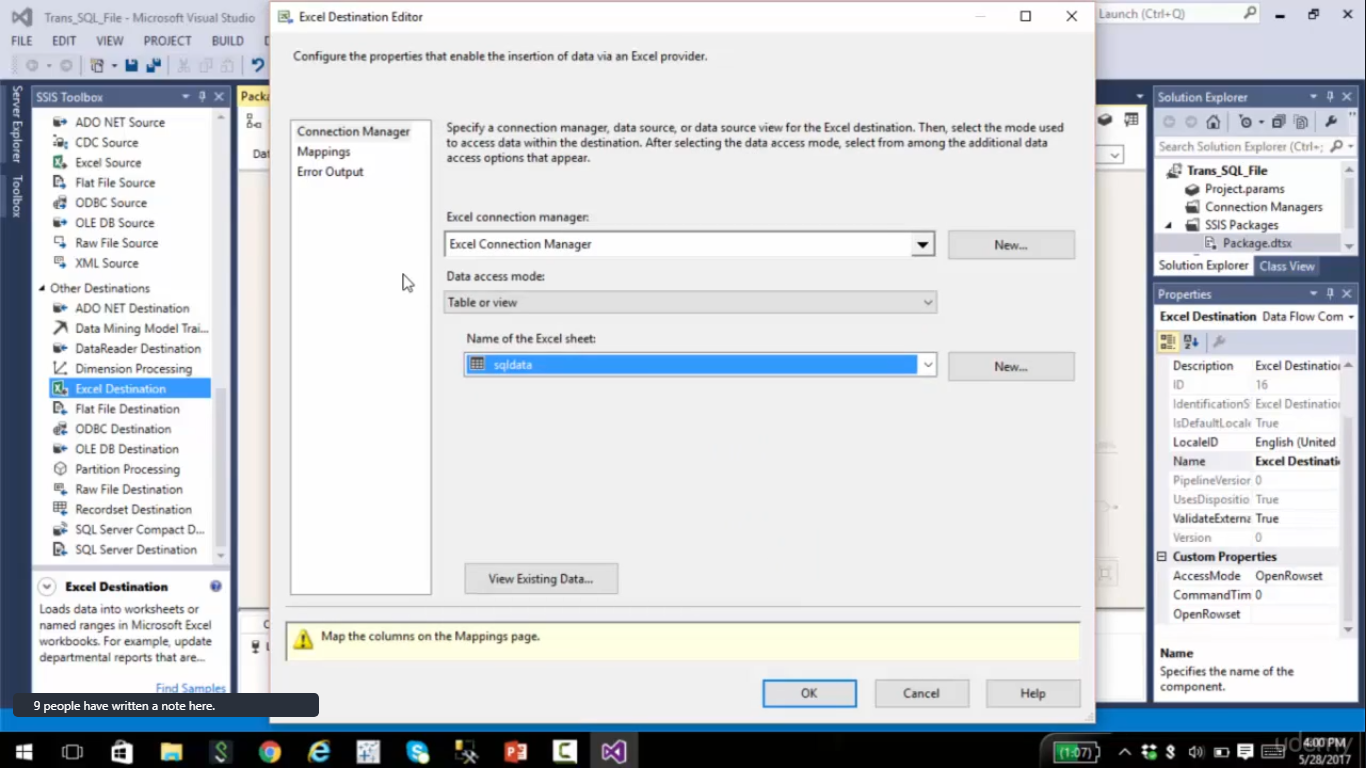 Trans_SQL_File - Microsoft Visual Studio
Launch (Ctrl+Q)
FILE EDIT VIEW PROJECT BUILD
SSIS Toolbox
Server Explorer
Toolbox
ADO NET Source
CDC Source
Excel Source
Flat File Source
ODBC Source
OLE DB Source
Raw File Source
XML Source
Other Destinations
ADO NET Destination
Data Mining Model Trai...
DataReader Destination
Dimension Processing
Excel Destination
Flat File Destination
ODBC Destination
OLE DB Destination
Partition Processing
Raw File Destination
Recordset Destination
SQL Server Compact D...
SQL Server Destination
Excel Destination
Loads data into worksheets or
named ranges in Microsoft Excel
workbooks. For example, update
departmental reports that are...
Find Samples
9 people have written a note here.
Excel Destination Editor
Configure the properties that enable the insertion of data via an Excel provider.
Connection Manager
Mappings
Error Output
Specify a connection manager, data source, or data source view for the Excel destination. Then, select the mode used
to access data within the destination. After selecting the data access mode, select from among the additional data
access options that appear.
Excel connection manager:
Excel Connection Manager
New...
Data access mode:
Table or view
Name of the Excel sheet:
sqldata
New...
View Existing Data...
Map the columns on the Mappings page.
OK Cancel Help
Solution Explorer
Search Solution Explorer (Ctrl+;
Trans_SQL_File
Project.params
Connection Managers
SSIS Packages
Package.dtsx
Solution Explorer Class View
Properties
Excel Destination Data Flow Com
Description Excel Destination
ID 16
IdentificationS Excel Destination
IsDefaultLocale True
LocaleID English (United
Name Excel Destinati
PipelineVersion 0
UsesDispositio True
ValidateExterna True
Version 0
Custom Properties
AccessMode OpenRowset
CommandTim 0
OpenRowset
Name
Specifies the name of the
component.
(1:07)
4:00 PM
5/28/2017
udemy